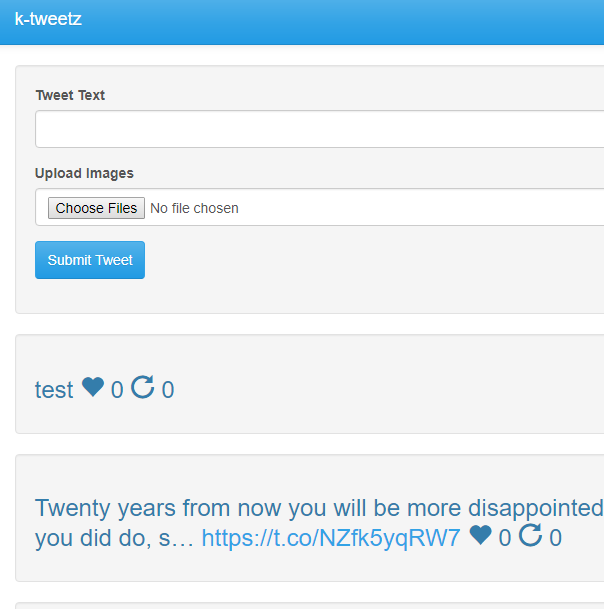 k-tweetz
Tweet Text
Upload Images
Choose Files No file chosen
Submit Tweet
test 0 0
Twenty years from now you will be more disappointed
you did do, s… https://t.co/NZfk5yqRW7 0 0